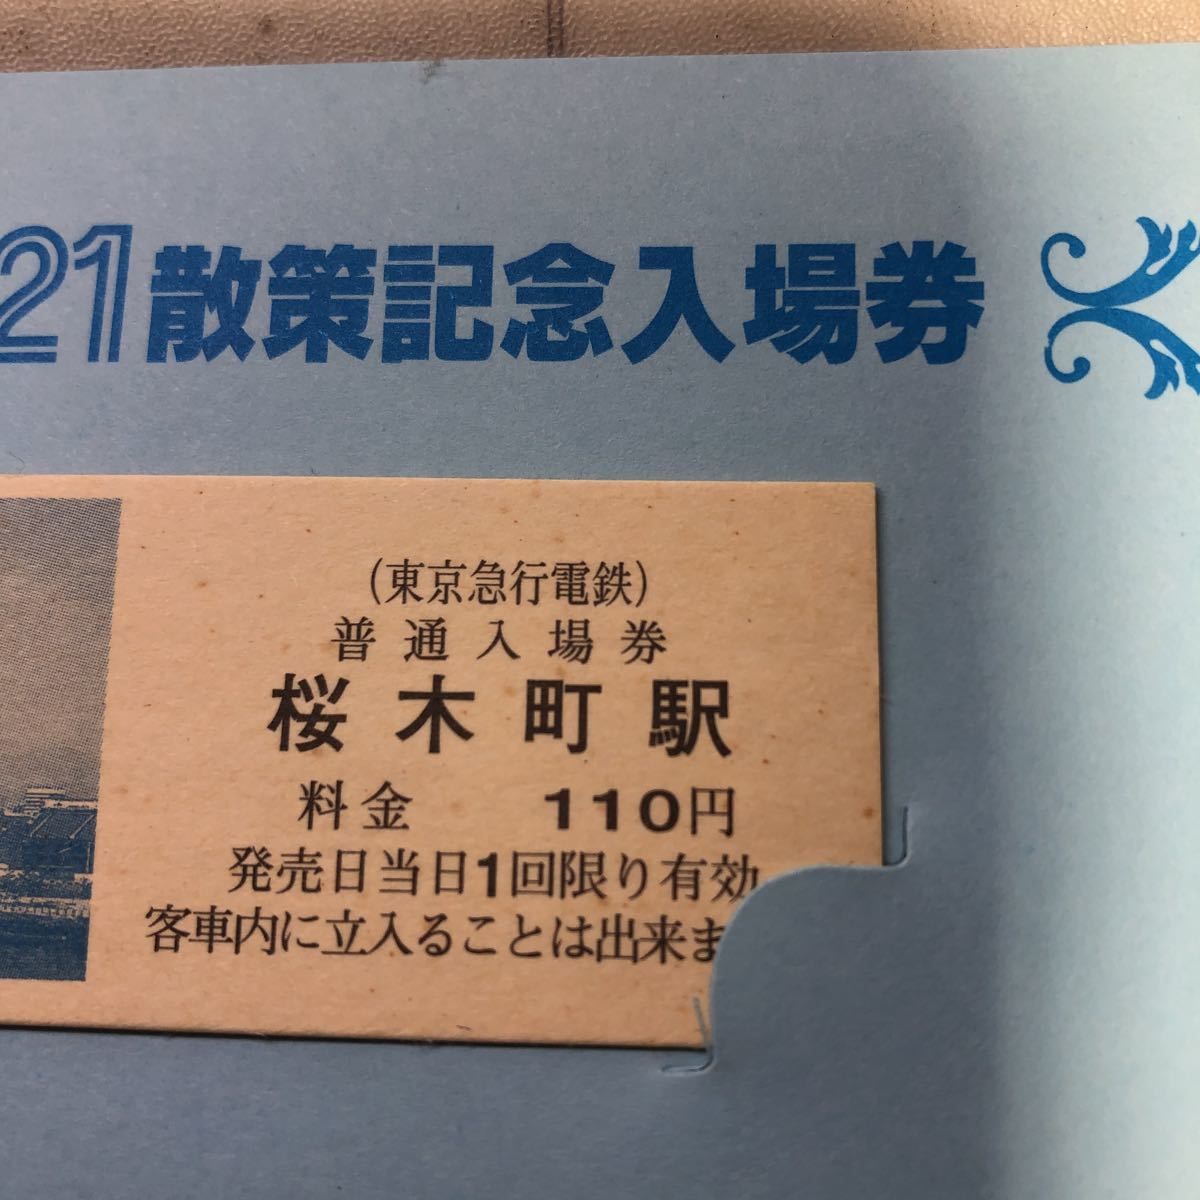 21散策記念入場券
(東京急行電鉄)
普通入場券
桜木町駅
料金 110円
発売日当日1回限り有効
客車内に立入ることは出来ま